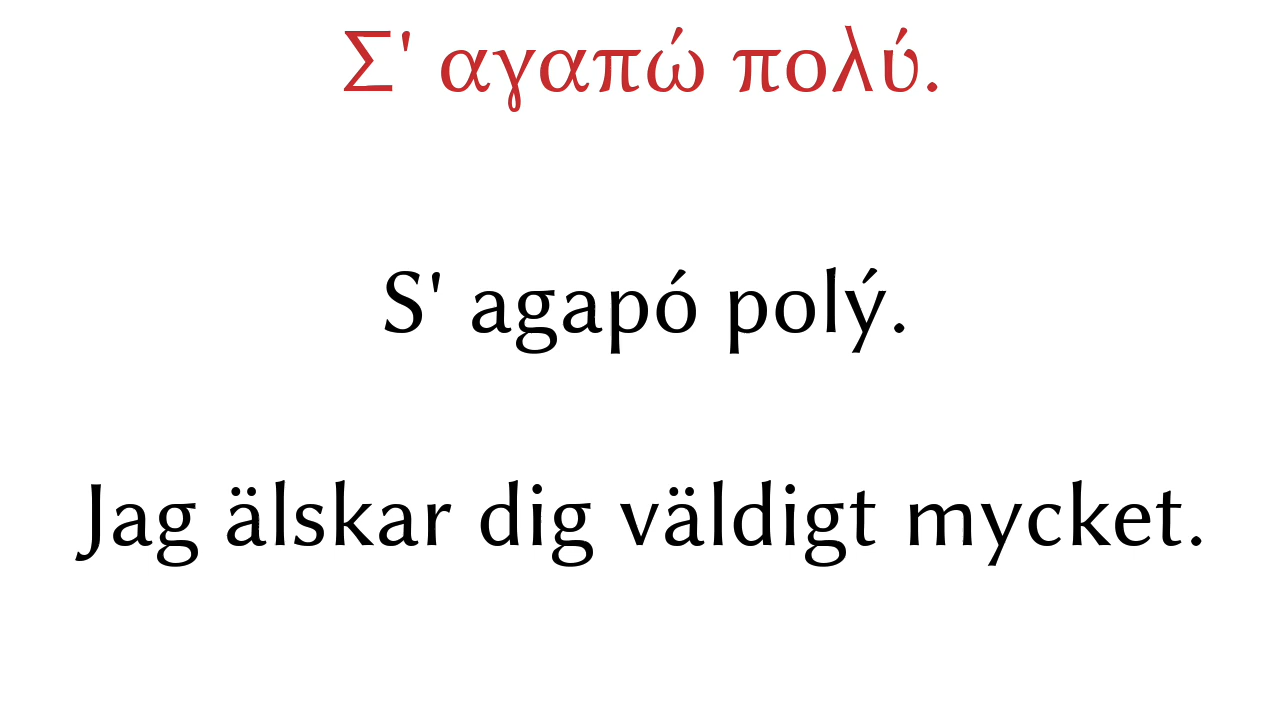 Σ' αγαπώ πολύ.
S' agapó polý.
Jag älskar dig väldigt mycket.